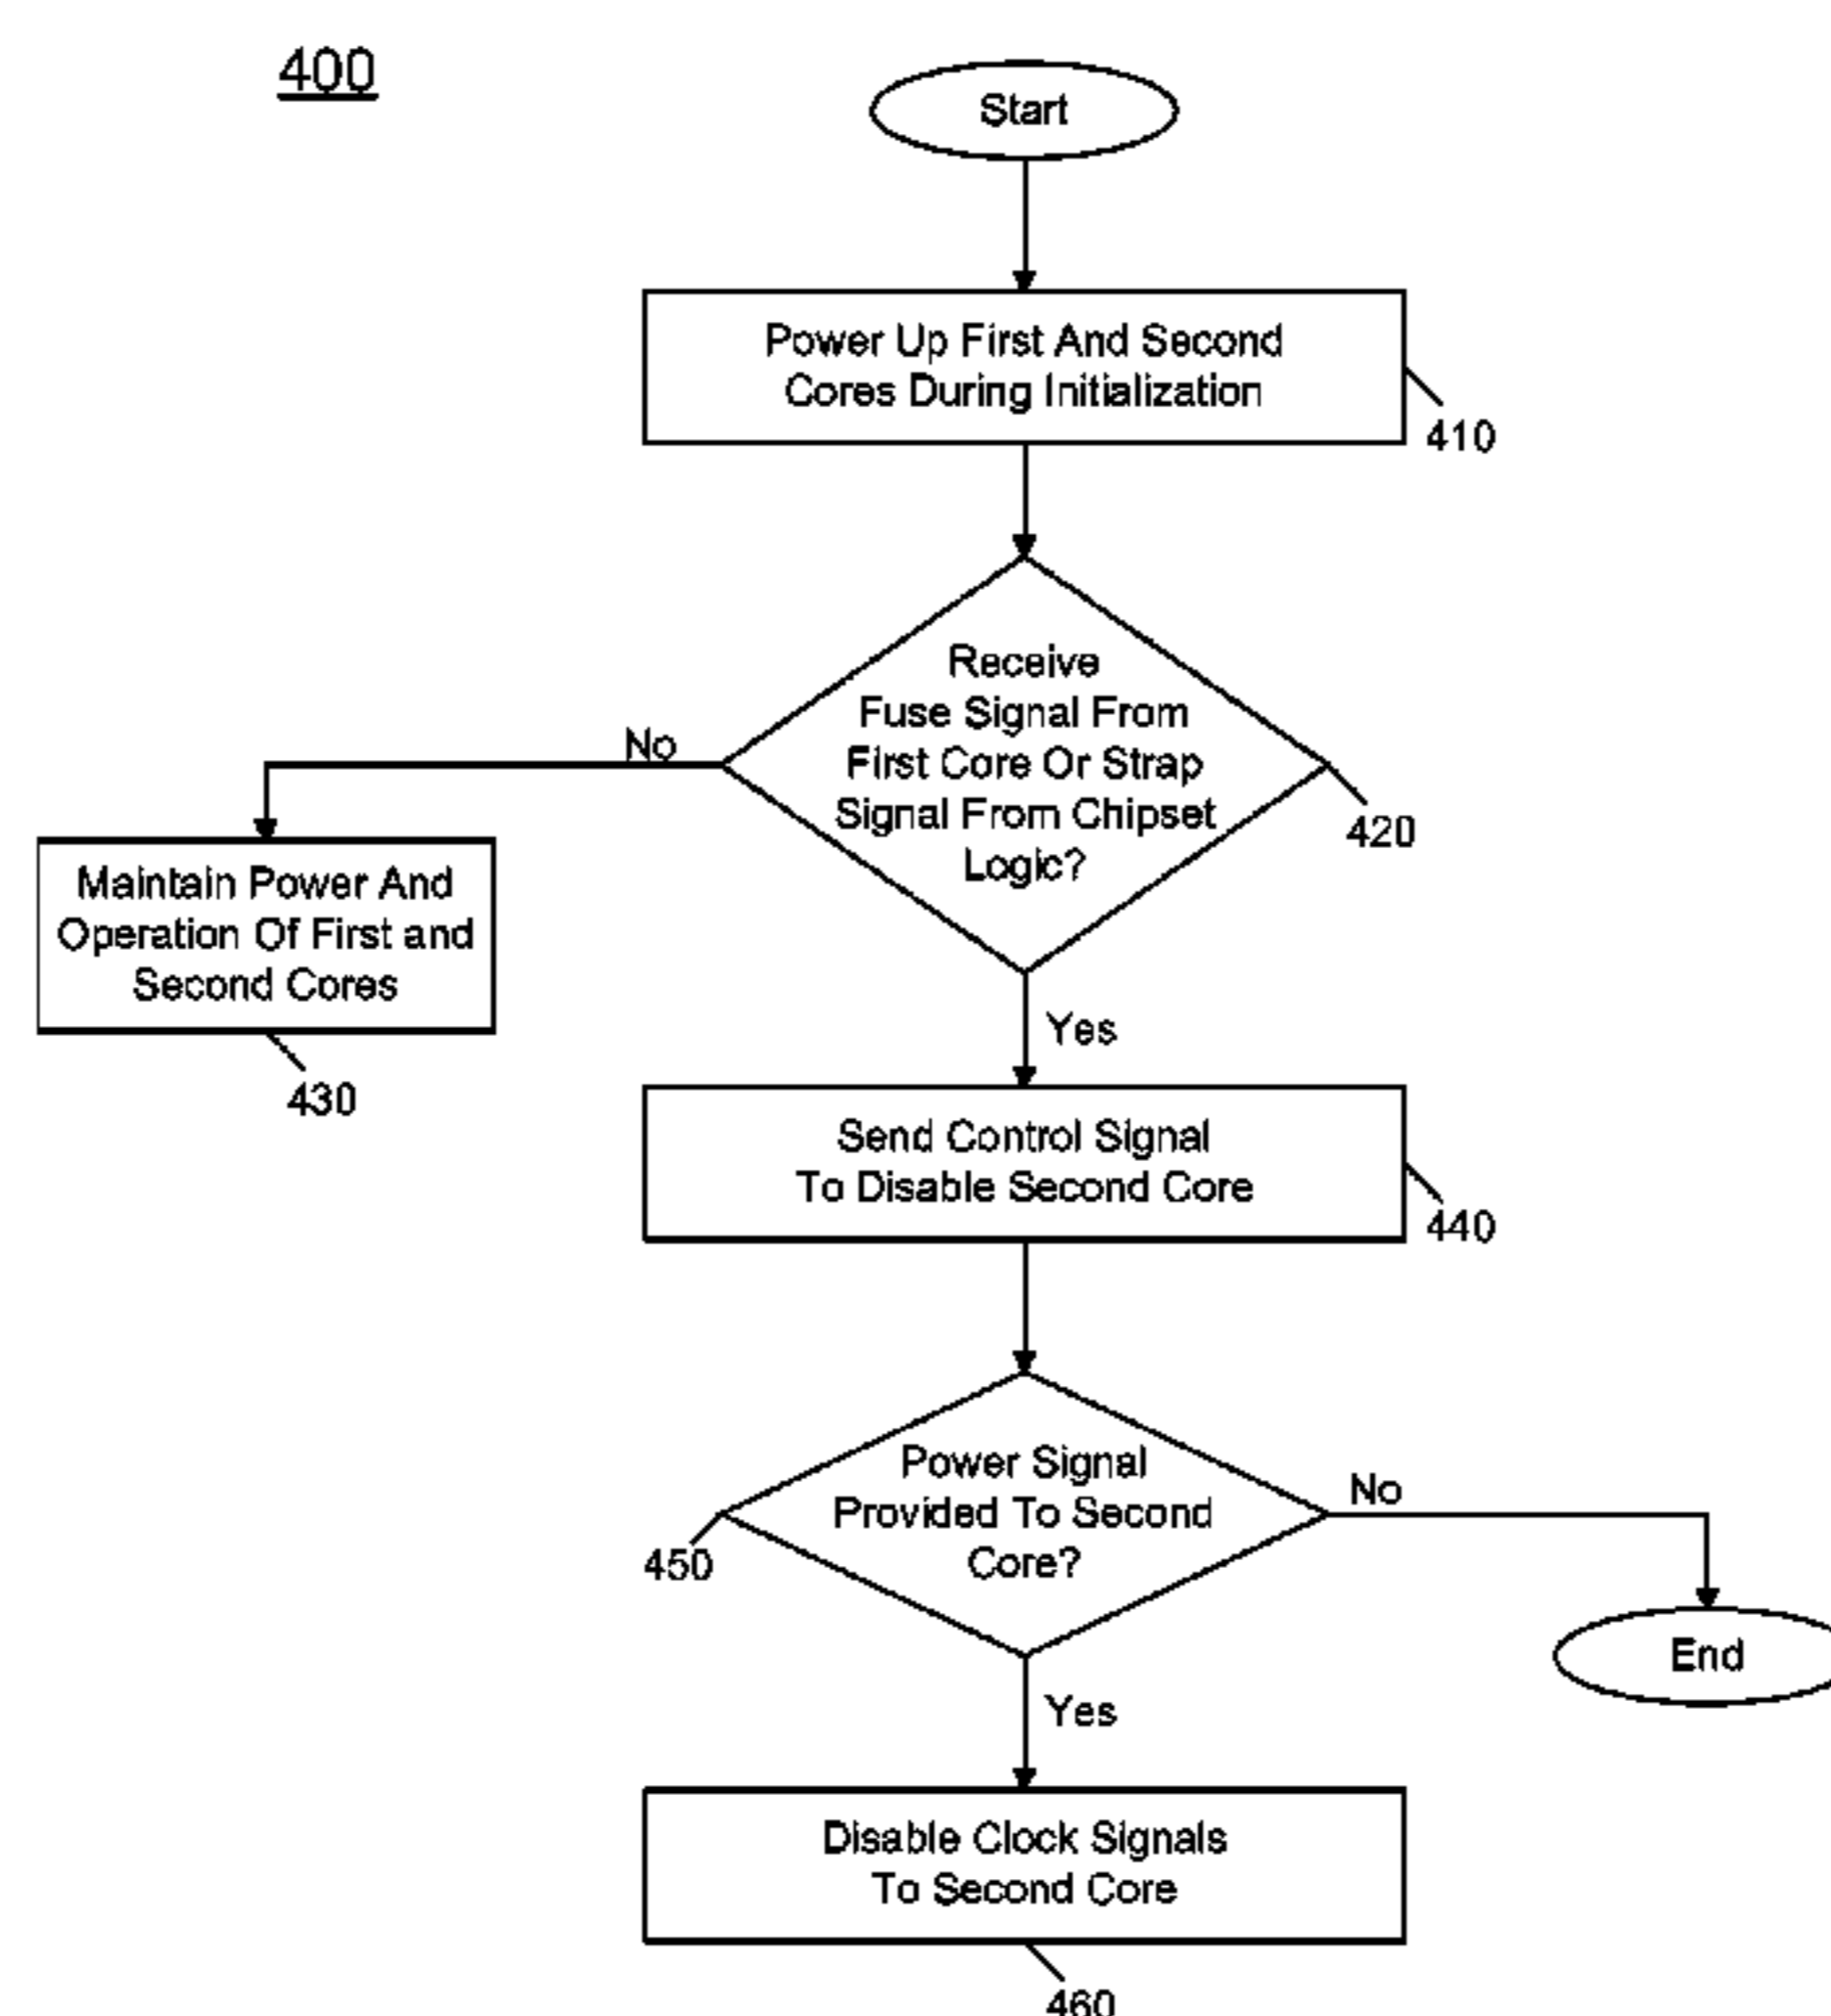 400
Start
Power Up First And Second
Cores During Initialization
410
Receive
Fuse Signal From
First Core Or Strap
Signal From Chipset
Logic?
420
No
Maintain Power And
Operation Of First and
Second Cores
430
Yes
Send Control Signal
To Disable Second Core
440
Power Signal
Provided To Second
Core?
450
No
End
Yes
Disable Clock Signals
To Second Core
460